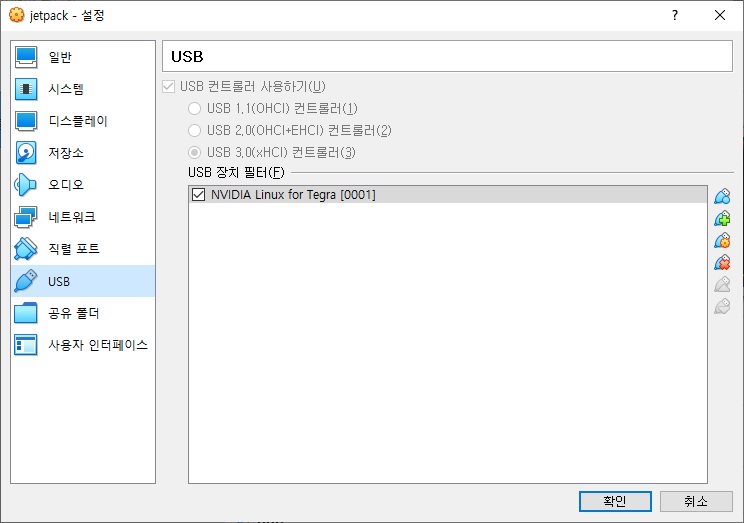 jetpack - 설정
일반
시스템
디스플레이
저장소
오디오
네트워크
직렬 포트
USB
공유 폴더
사용자 인터페이스
USB
USB 컨트롤러 사용하기(U)
USB 1.1(OHCI) 컨트롤러(1)
USB 2.0(OHCI+EHCI) 컨트롤러(2)
USB 3.0(xHCI) 컨트롤러(3)
USB 장치 필터(F)
NVIDIA Linux for Tegra [0001]
확인
취소